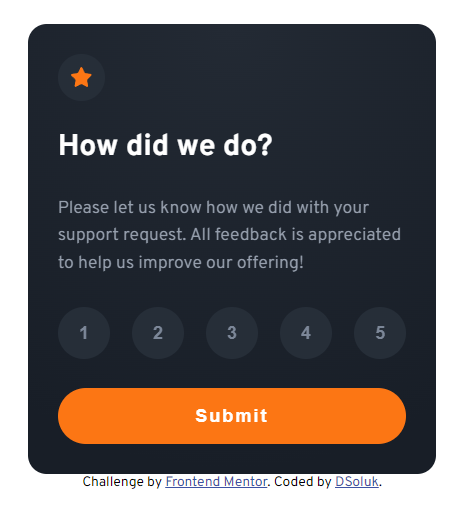 How did we do?
Please let us know how we did with your
support request. All feedback is appreciated
to help us improve our offering!
1 2 3 4 5
Submit
Challenge by Frontend Mentor. Coded by DSoluk.